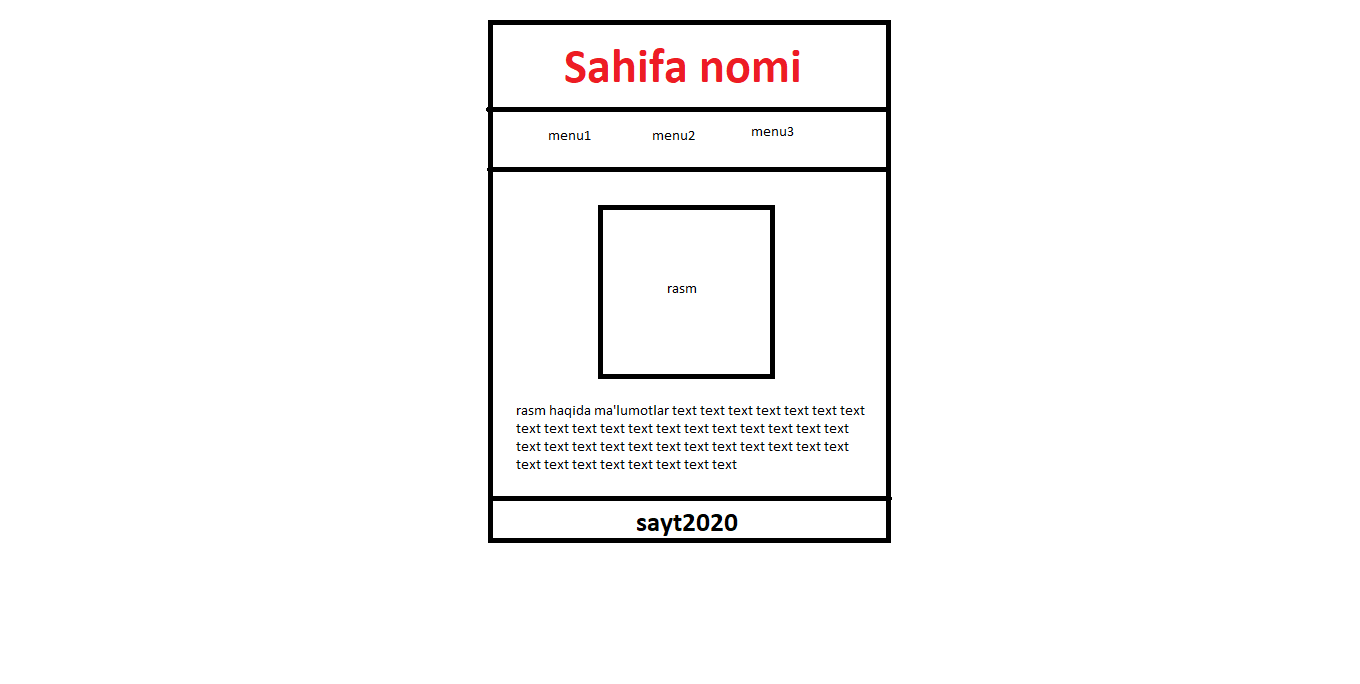 Sahifa nomi
menu1 menu2 menu3
rasm
rasm haqida ma'lumotlar text text text text text text text
text text text text text text text text text text text text
text text text text text text text text text text text text
text text text text text text text text
sayt2020